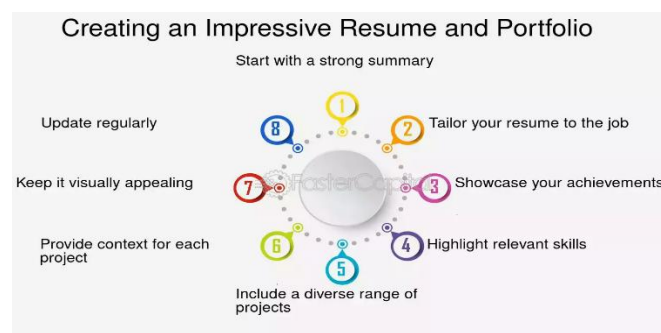 Creating an Impressive Resume and Portfolio
Start with a strong summary
1
2
Tailor your resume to the job
3
Showcase your achievements
4
Highlight relevant skills
5
Include a diverse range of
projects
6
Provide context for each
project
7
Keep it visually appealing
8
Update regularly
FasterCapital